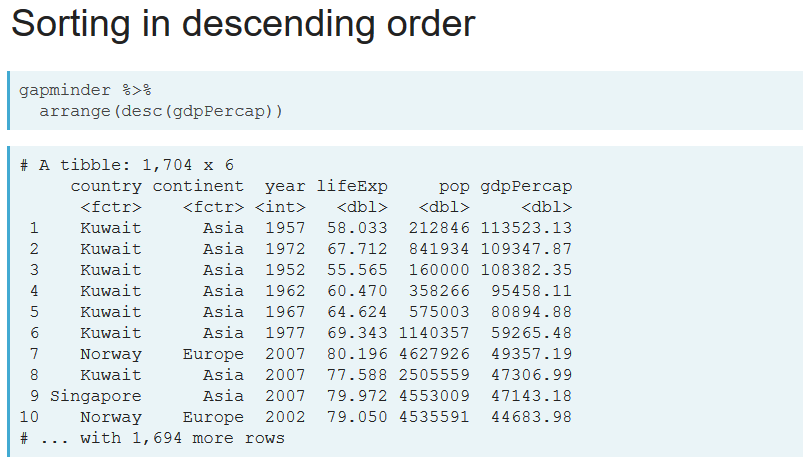 Sorting in descending order
gapminder %>%
  arrange(desc(gdpPercap))
# A tibble: 1,704 x 6
     country continent  year lifeExp     pop gdpPercap
      <fctr>    <fctr> <int>   <dbl>   <dbl>     <dbl>
 1    Kuwait      Asia  1957  58.033  212846 113523.13
 2    Kuwait      Asia  1972  67.712  841934 109347.87
 3    Kuwait      Asia  1952  55.565  160000 108382.35
 4    Kuwait      Asia  1962  60.470  358266  95458.11
 5    Kuwait      Asia  1967  64.624  575003  80894.88
 6    Kuwait      Asia  1977  69.343 1140357  59265.48
 7    Norway    Europe  2007  80.196 4627926  49357.19
 8    Kuwait      Asia  2007  77.588 2505559  47306.99
 9 Singapore      Asia  2007  79.972 4553009  47143.18
10    Norway    Europe  2002  79.050 4535591  44683.98
# ... with 1,694 more rows